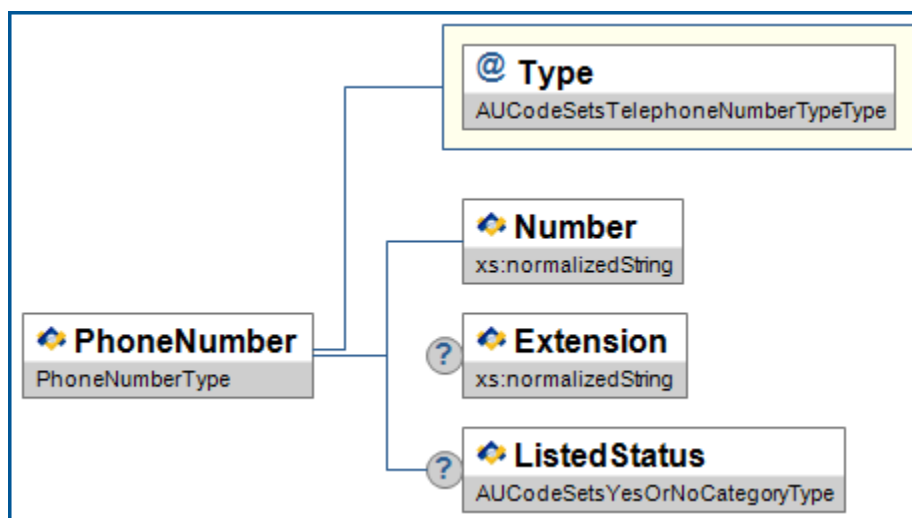 @ Type
AUCodeSetsTelephoneNumberTypeType
Number
xs:normalizedString
PhoneNumber
PhoneNumberType
? Extension
xs:normalizedString
? ListedStatus
AUCodeSetsYesOrNoCategoryType